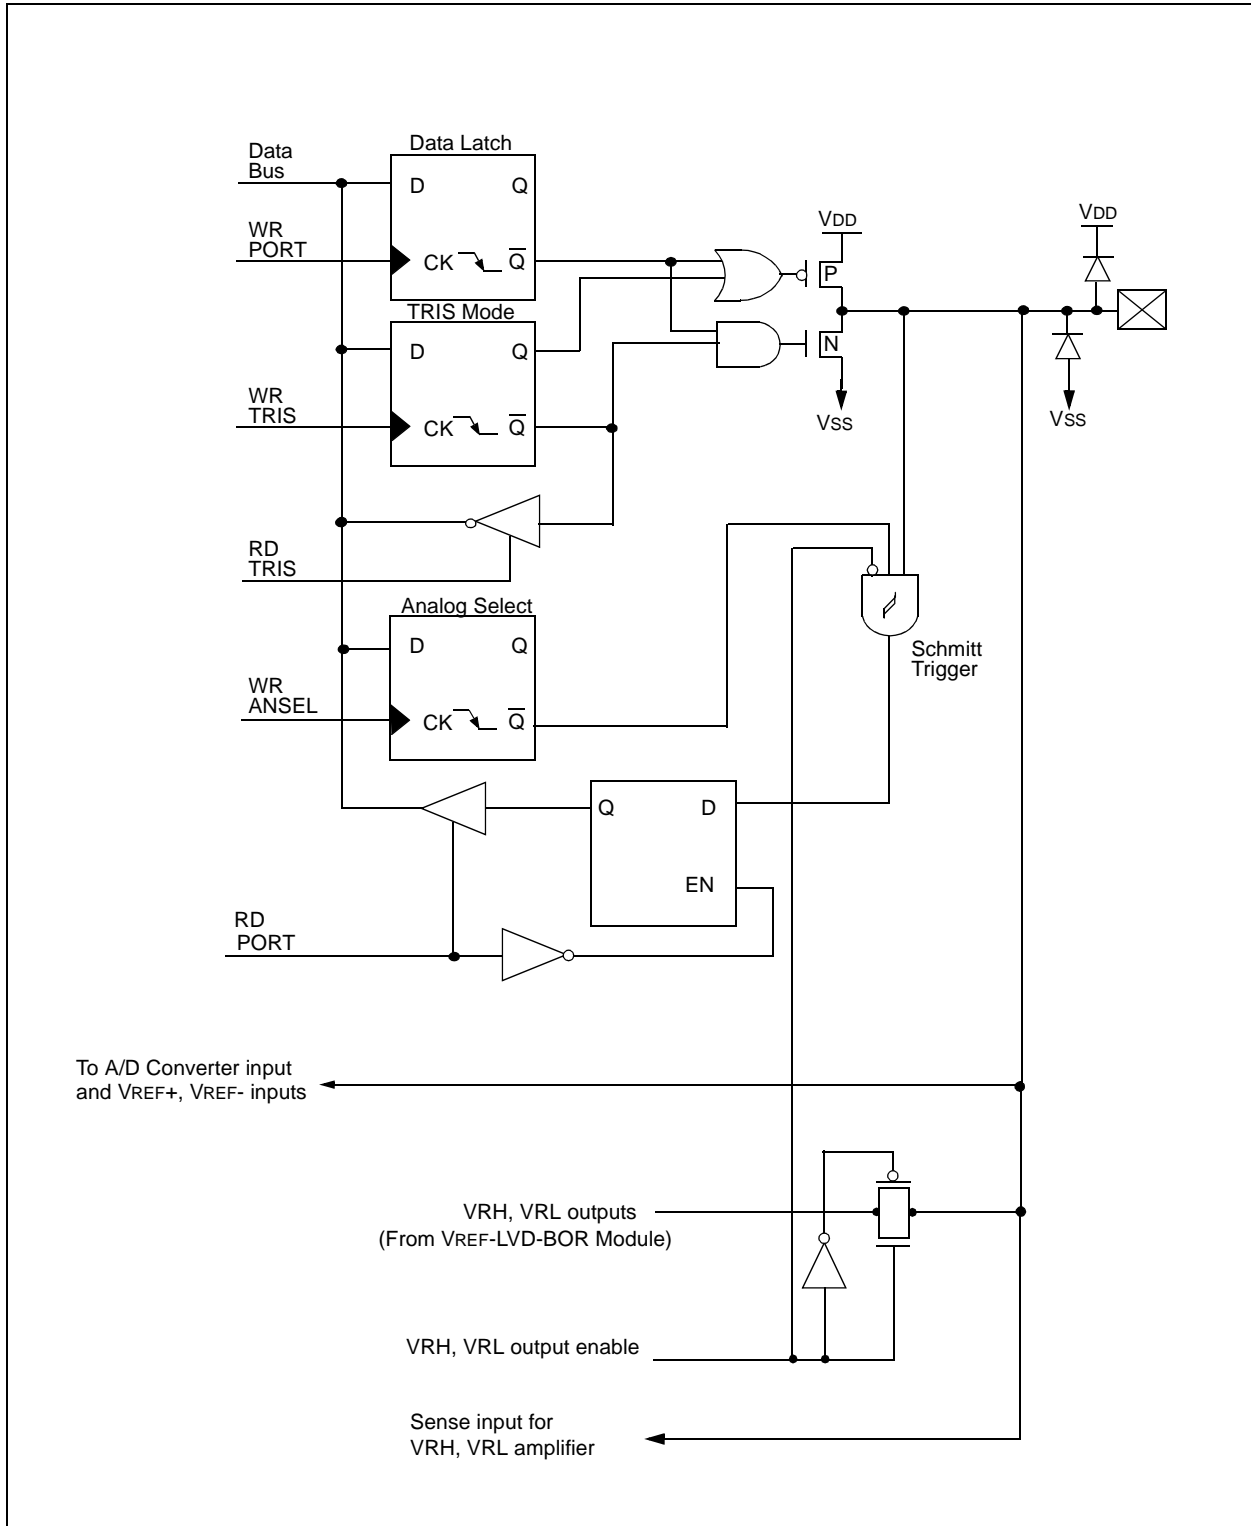 Data Latch
Data
Bus
D
Q
WR
PORT
CK
Q̅
VDD
VDD
P
TRIS Mode
D
Q
N
WR
TRIS
CK
Q̅
VSS
VSS
RD
TRIS
Analog Select
D
Q
Schmitt
Trigger
WR
ANSEL
CK
Q̅
Q
D
EN
RD
PORT
To A/D Converter input
and VREF+, VREF- inputs
VRH, VRL outputs
(From VREF-LVD-BOR Module)
VRH, VRL output enable
Sense input for
VRH, VRL amplifier